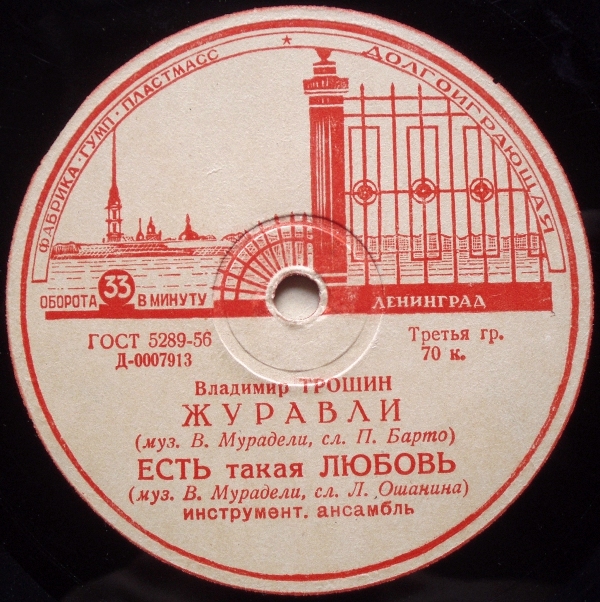 ФАБРИКА · ГУМП · ПЛАСТМАСС ★ ДОЛГОИГРАЮЩАЯ
ОБОРОТА 33 В МИНУТУ
ЛЕНИНГРАД
ГОСТ 5289-56
Д-0007913
Третья гр.
70 к.
Владимир ТРОШИН
ЖУРАВЛИ
(муз. В. Мурадели, сл. П. Барто)
ЕСТЬ такая ЛЮБОВЬ
(муз. В. Мурадели, сл. Л. Ошанина)
инструмент. ансамбль